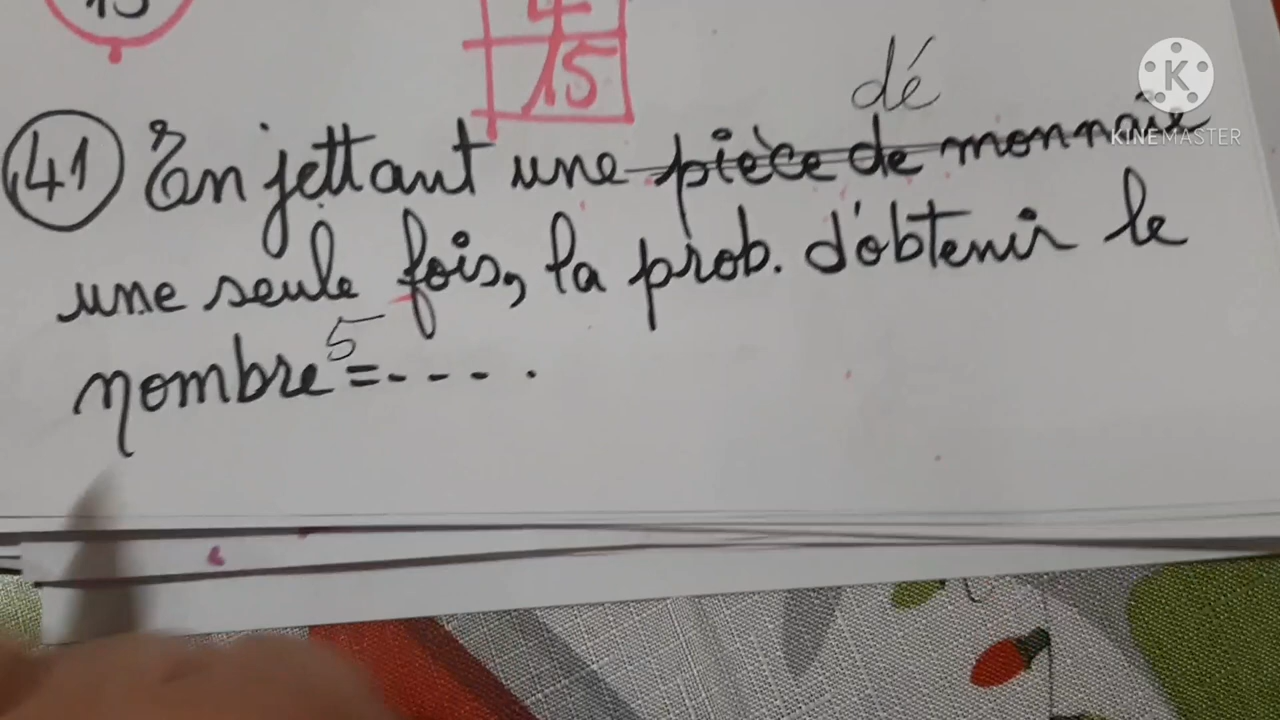 13
4
15
dé
K
KINEMASTER
41 En jettant une pièce de monnaie
une seule fois, la prob. d'obtenir le
nombre 5 = - - - - .